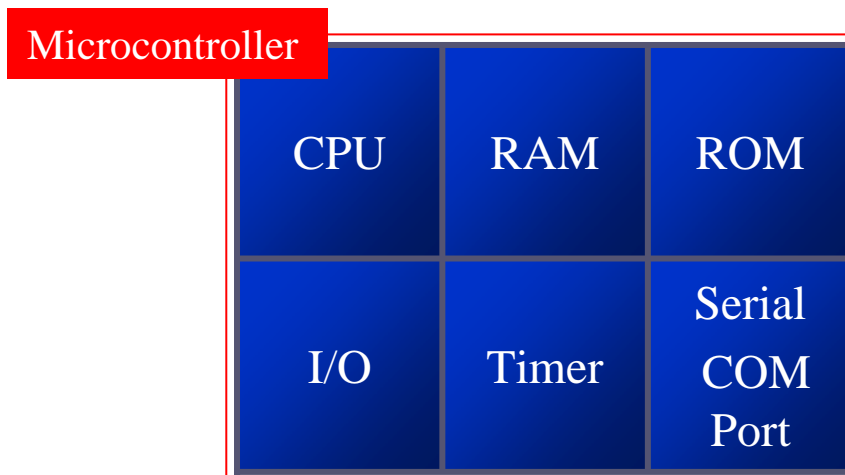 Microcontroller
CPU
RAM
ROM
I/O
Timer
Serial
COM
Port